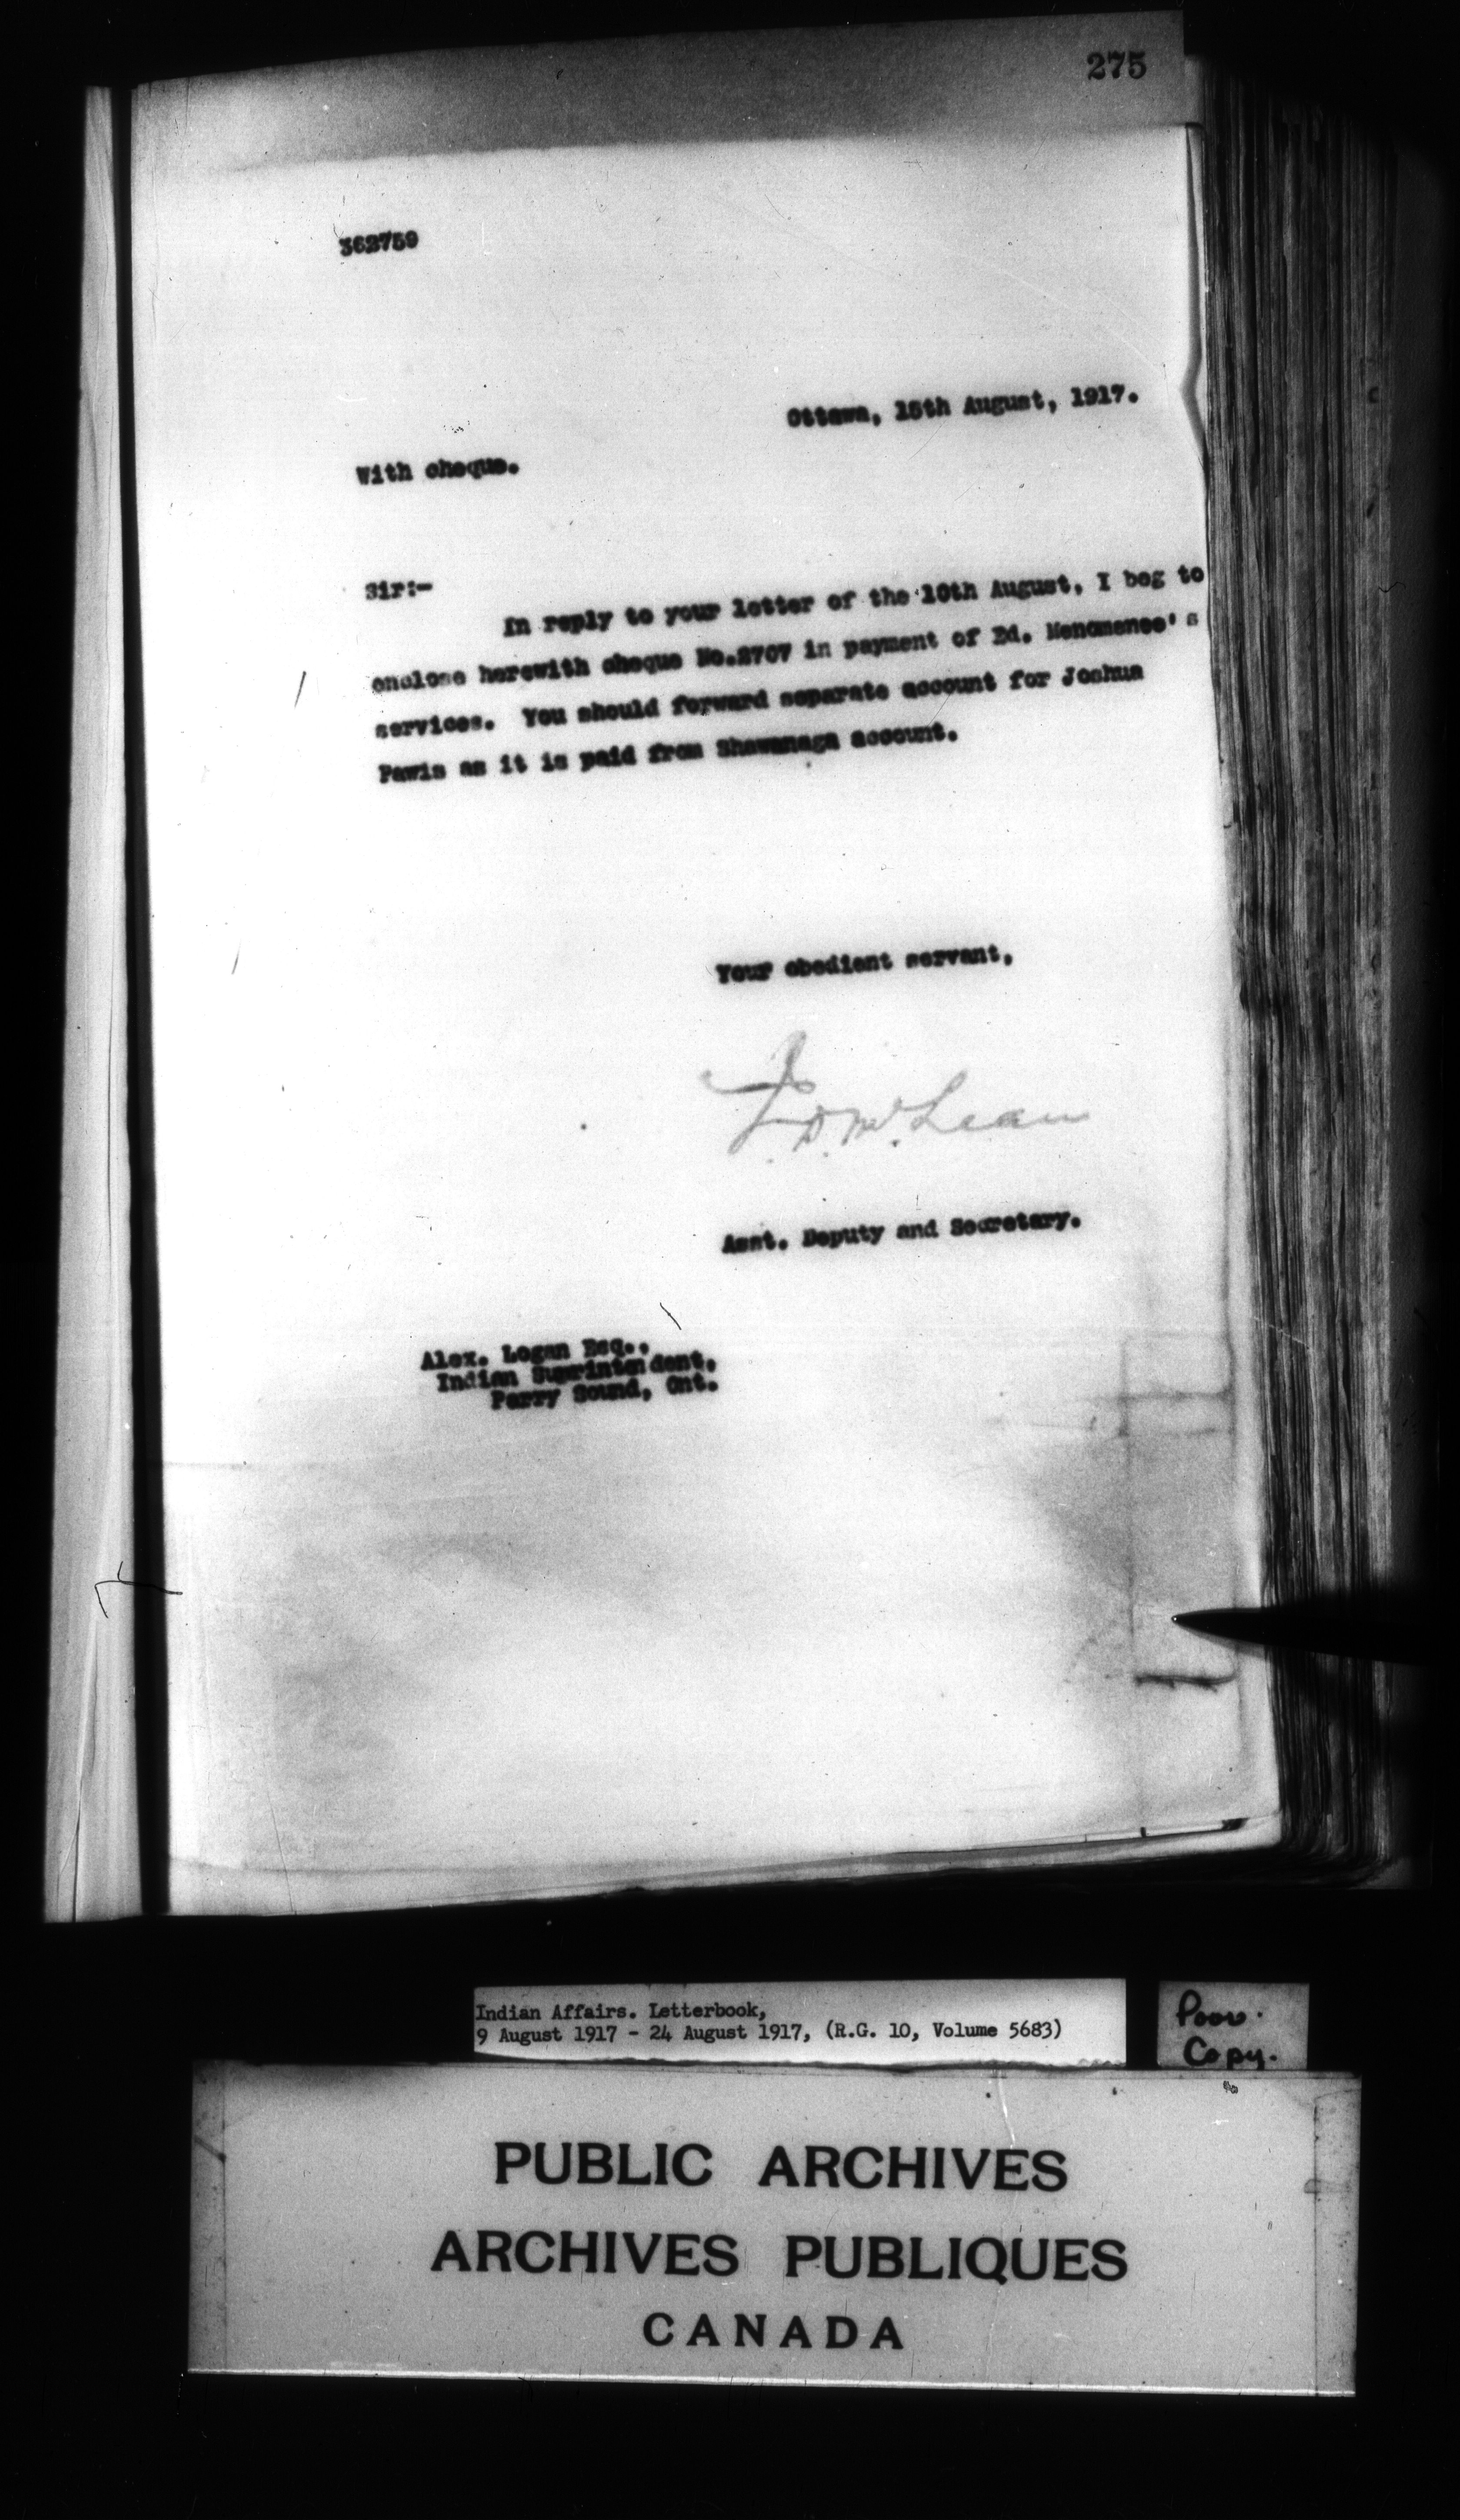 275
362759
Ottawa, 15th August, 1917.
With cheque.
Sir:-
In reply to your letter of the 10th August, I beg to
enclose herewith cheque No.2707 in payment of Ed. Menomenee's
services. You should forward separate account for Joshua
Pawis as it is paid from Shawanaga account.
Your obedient servant,
J. D. McLean
Asst. Deputy and Secretary.
Alex. Logan Esq.,
Indian Superintendent,
Parry Sound, Ont.
Indian Affairs. Letterbook,
9 August 1917 - 24 August 1917, (R.G. 10, Volume 5683)
Poor.
Copy.
PUBLIC ARCHIVES
ARCHIVES PUBLIQUES
CANADA